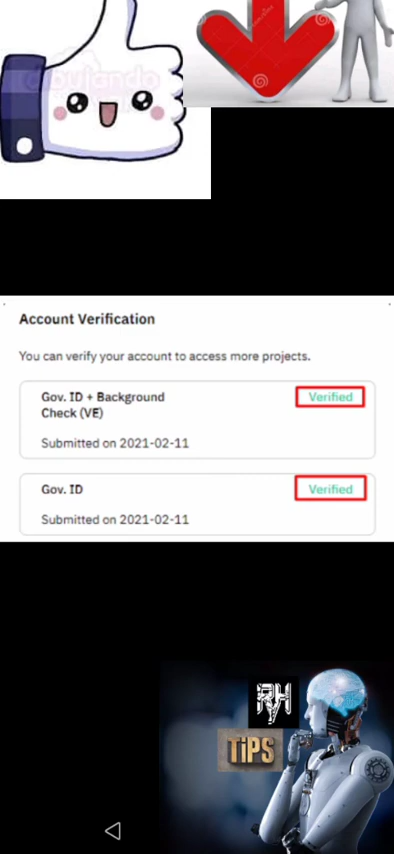 dibujando
Account Verification
You can verify your account to access more projects.
Gov. ID + Background
Check (VE)
Verified
Submitted on 2021-02-11
Gov. ID
Verified
Submitted on 2021-02-11
RH
TiPS